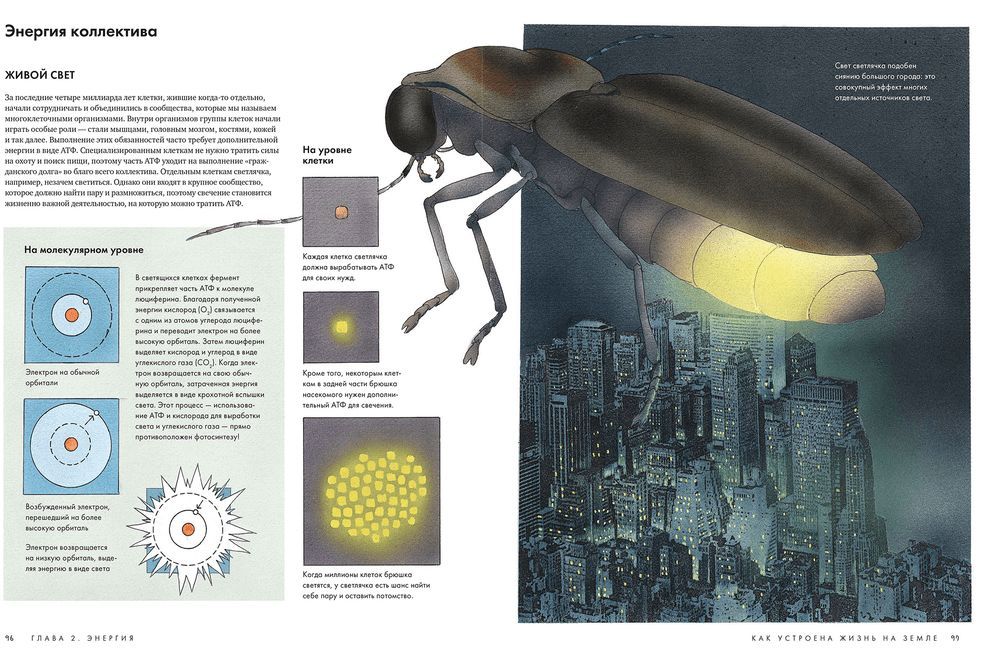 Энергия коллектива
ЖИВОЙ СВЕТ
За последние четыре миллиарда лет клетки, жившие когда-то отдельно,
начали сотрудничать и объединились в сообщества, которые мы называем
многоклеточными организмами. Внутри организмов группы клеток начали
играть особые роли — стали мышцами, головным мозгом, костями, кожей
и так далее. Выполнение этих обязанностей часто требует дополнительной
энергии в виде АТФ. Специализированным клеткам не нужно тратить силы
на охоту и поиск пищи, поэтому часть АТФ уходит на выполнение «граж-
данского долга» во благо всего коллектива. Отдельным клеткам светлячка,
например, незачем светиться. Однако они входят в крупное сообщество,
которое должно найти пару и размножиться, поэтому свечение становится
жизненно важной деятельностью, на которую можно тратить АТФ.
На молекулярном уровне
Электрон на обычной
орбитали
Возбужденный электрон,
перешедший на более
высокую орбиталь
Электрон возвращается
на низкую орбиталь, выде-
ляя энергию в виде света
В светящихся клетках фермент
прикрепляет часть АТФ к молекуле
люциферина. Благодаря полученной
энергии кислород (O₂) связывается
с одним из атомов углерода люцифе-
рина и переводит электрон на более
высокую орбиталь. Затем люциферин
выделяет кислород и углерод в виде
углекислого газа (CO₂). Когда элек-
трон возвращается на свою обыч-
ную орбиталь, затраченная энергия
выделяется в виде крохотной вспышки
света. Этот процесс — использова-
ние АТФ и кислорода для выработки
света и углекислого газа — прямо
противоположен фотосинтезу!
На уровне
клетки
Каждая клетка светлячка
должна вырабатывать АТФ
для своих нужд.
Кроме того, некоторым клет-
кам в задней части брюшка
насекомого нужен дополни-
тельный АТФ для свечения.
Когда миллионы клеток брюшка
светятся, у светлячка есть шанс найти
себе пару и оставить потомство.
Свет светлячка подобен
сиянию большого города: это
совокупный эффект многих
отдельных источников света.
96 ГЛАВА 2. ЭНЕРГИЯ
КАК УСТРОЕНА ЖИЗНЬ НА ЗЕМЛЕ 97